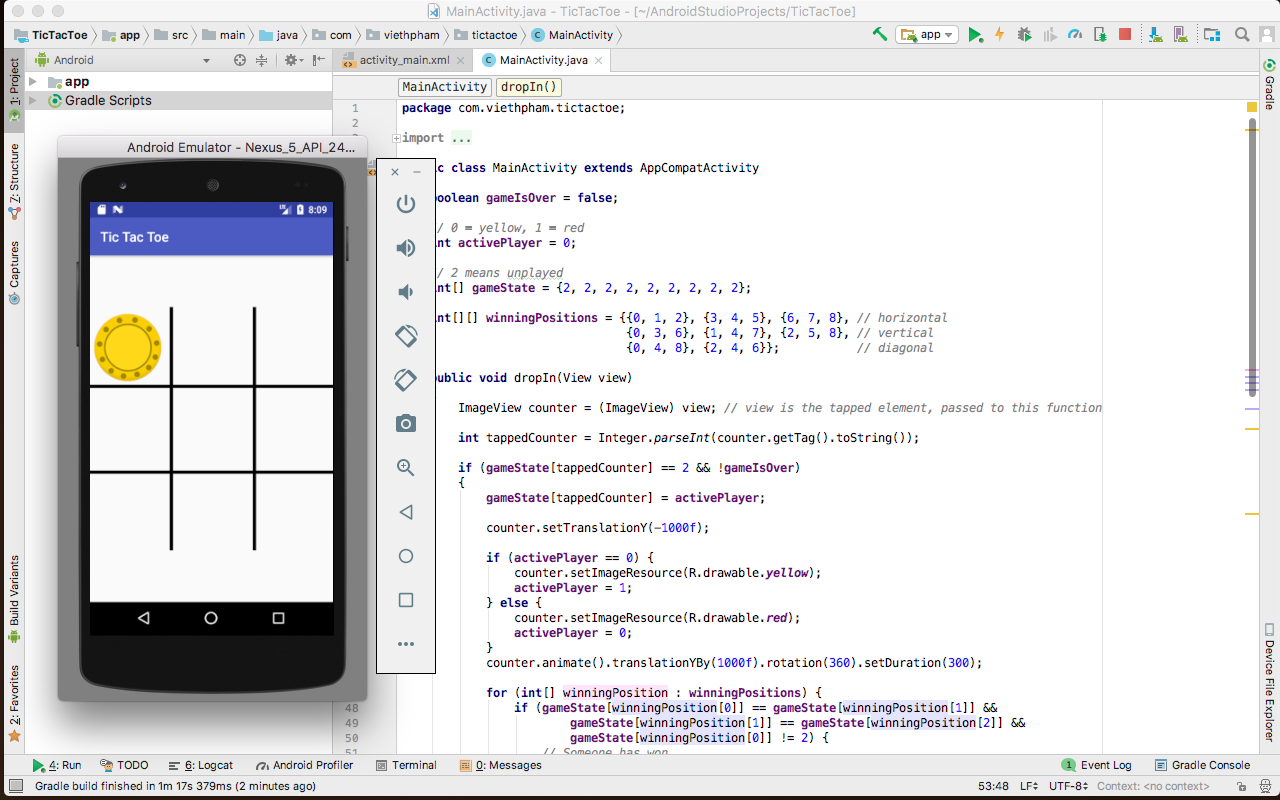 MainActivity.java - TicTacToe - [~/AndroidStudioProjects/TicTacToe]
TicTacToe app src main java com viethpham tictactoe MainActivity app
Android activity_main.xml MainActivity.java
1: Project
7: Structure
Captures
Build Variants
2: Favorites
app
Gradle Scripts
Android Emulator - Nexus_5_API_24...
8:09
Tic Tac Toe
MainActivity dropIn()
1 package com.viethpham.tictactoe;
2
import ...
c class MainActivity extends AppCompatActivity
oolean gameIsOver = false;
/ 0 = yellow, 1 = red
nt activePlayer = 0;
/ 2 means unplayed
nt[] gameState = {2, 2, 2, 2, 2, 2, 2, 2, 2};
nt[][] winningPositions = {{0, 1, 2}, {3, 4, 5}, {6, 7, 8}, // horizontal
{0, 3, 6}, {1, 4, 7}, {2, 5, 8}, // vertical
{0, 4, 8}, {2, 4, 6}}; // diagonal
public void dropIn(View view)
ImageView counter = (ImageView) view; // view is the tapped element, passed to this function
int tappedCounter = Integer.parseInt(counter.getTag().toString());
if (gameState[tappedCounter] == 2 && !gameIsOver)
{
gameState[tappedCounter] = activePlayer;
counter.setTranslationY(-1000f);
if (activePlayer == 0) {
counter.setImageResource(R.drawable.yellow);
activePlayer = 1;
} else {
counter.setImageResource(R.drawable.red);
activePlayer = 0;
}
counter.animate().translationYBy(1000f).rotation(360).setDuration(300);
for (int[] winningPosition : winningPositions) {
48 if (gameState[winningPosition[0]] == gameState[winningPosition[1]] &&
49 gameState[winningPosition[1]] == gameState[winningPosition[2]] &&
50 gameState[winningPosition[0]] != 2) {
51 // Someone has won
Gradle
Device File Explorer
4: Run TODO 6: Logcat Android Profiler Terminal 0: Messages 1 Event Log Gradle Console
Gradle build finished in 1m 17s 379ms (2 minutes ago) 53:48 LF UTF-8 Context: <no context>